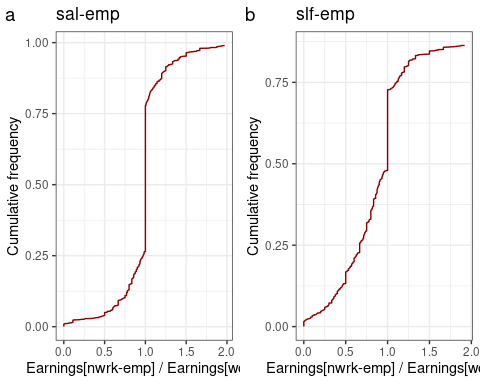 a
sal-emp
Cumulative frequency
1.00
0.75
0.50
0.25
0.00
0.0 0.5 1.0 1.5 2.0
Earnings[nwrk-emp] / Earnings[w
b
slf-emp
Cumulative frequency
0.75
0.50
0.25
0.00
0.0 0.5 1.0 1.5 2.0
Earnings[nwrk-emp] / Earnings[w